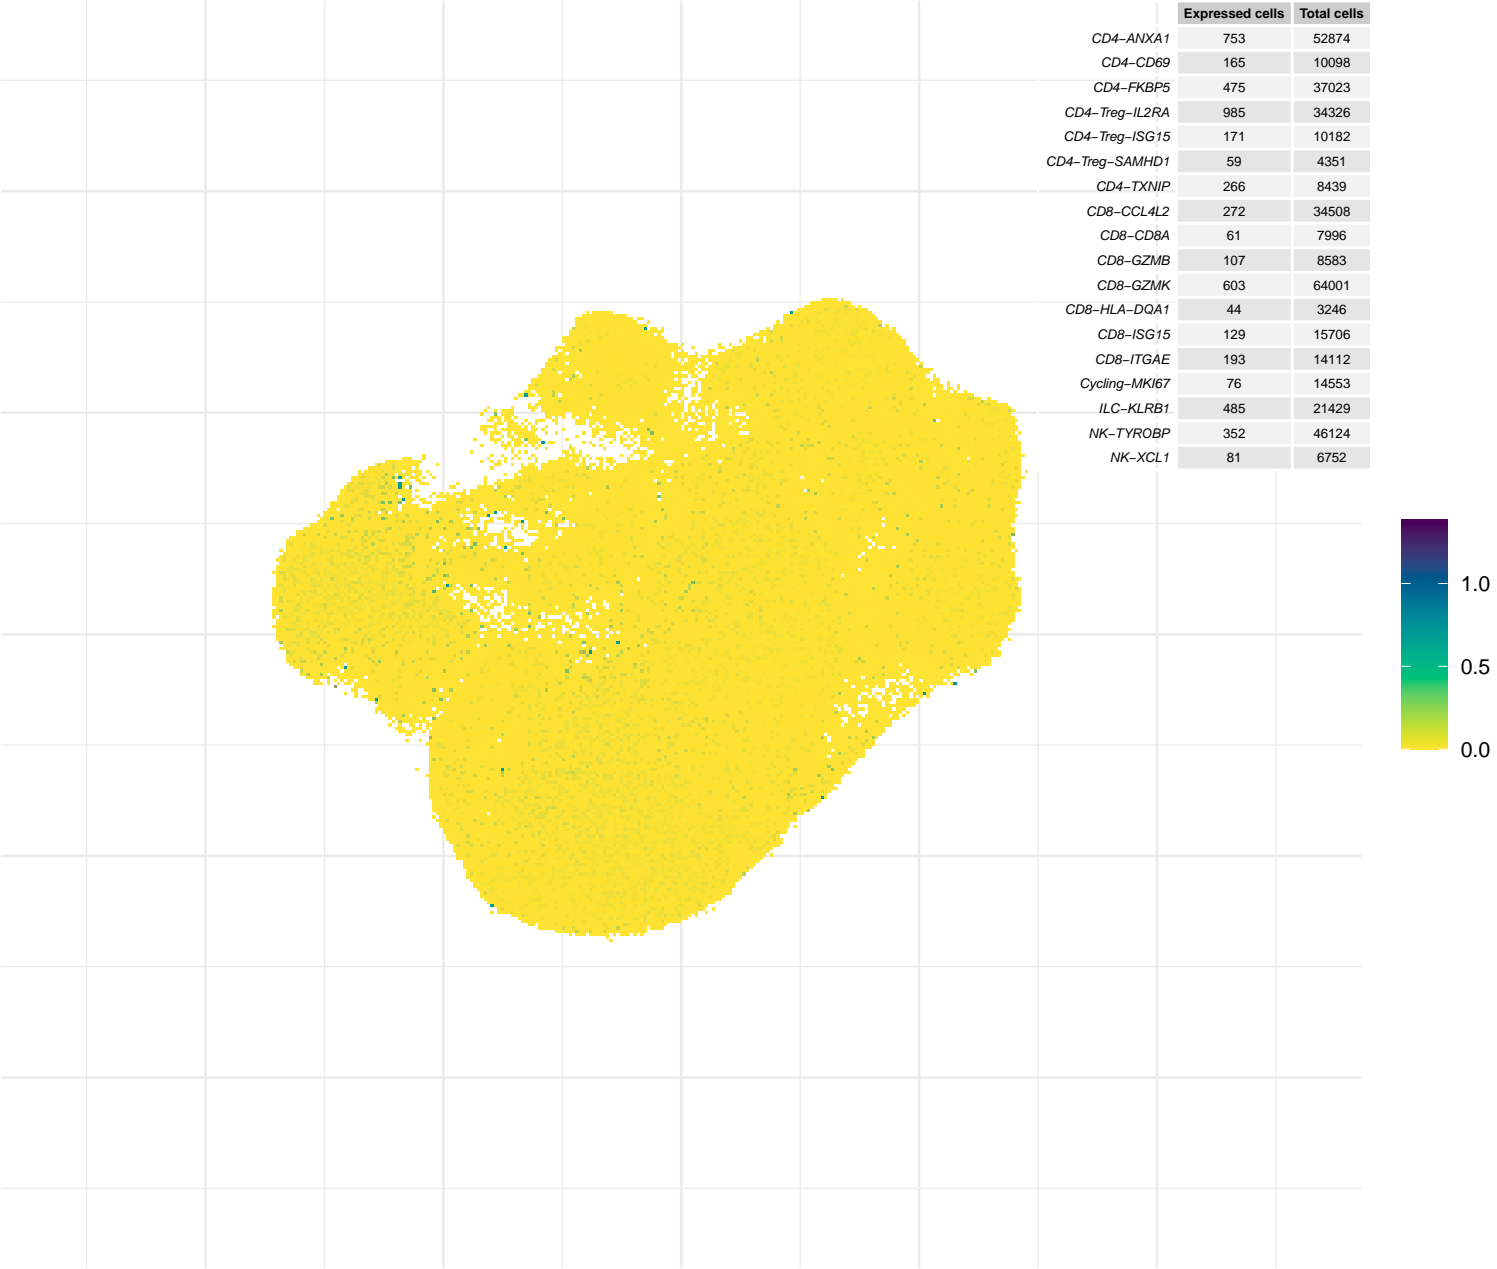 Expressed cells Total cells
CD4−ANXA1 753 52874
CD4−CD69 165 10098
CD4−FKBP5 475 37023
CD4−Treg−IL2RA 985 34326
CD4−Treg−ISG15 171 10182
CD4−Treg−SAMHD1 59 4351
CD4−TXNIP 266 8439
CD8−CCL4L2 272 34508
CD8−CD8A 61 7996
CD8−GZMB 107 8583
CD8−GZMK 603 64001
CD8−HLA−DQA1 44 3246
CD8−ISG15 129 15706
CD8−ITGAE 193 14112
Cycling−MKI67 76 14553
ILC−KLRB1 485 21429
NK−TYROBP 352 46124
NK−XCL1 81 6752
1.0
0.5
0.0